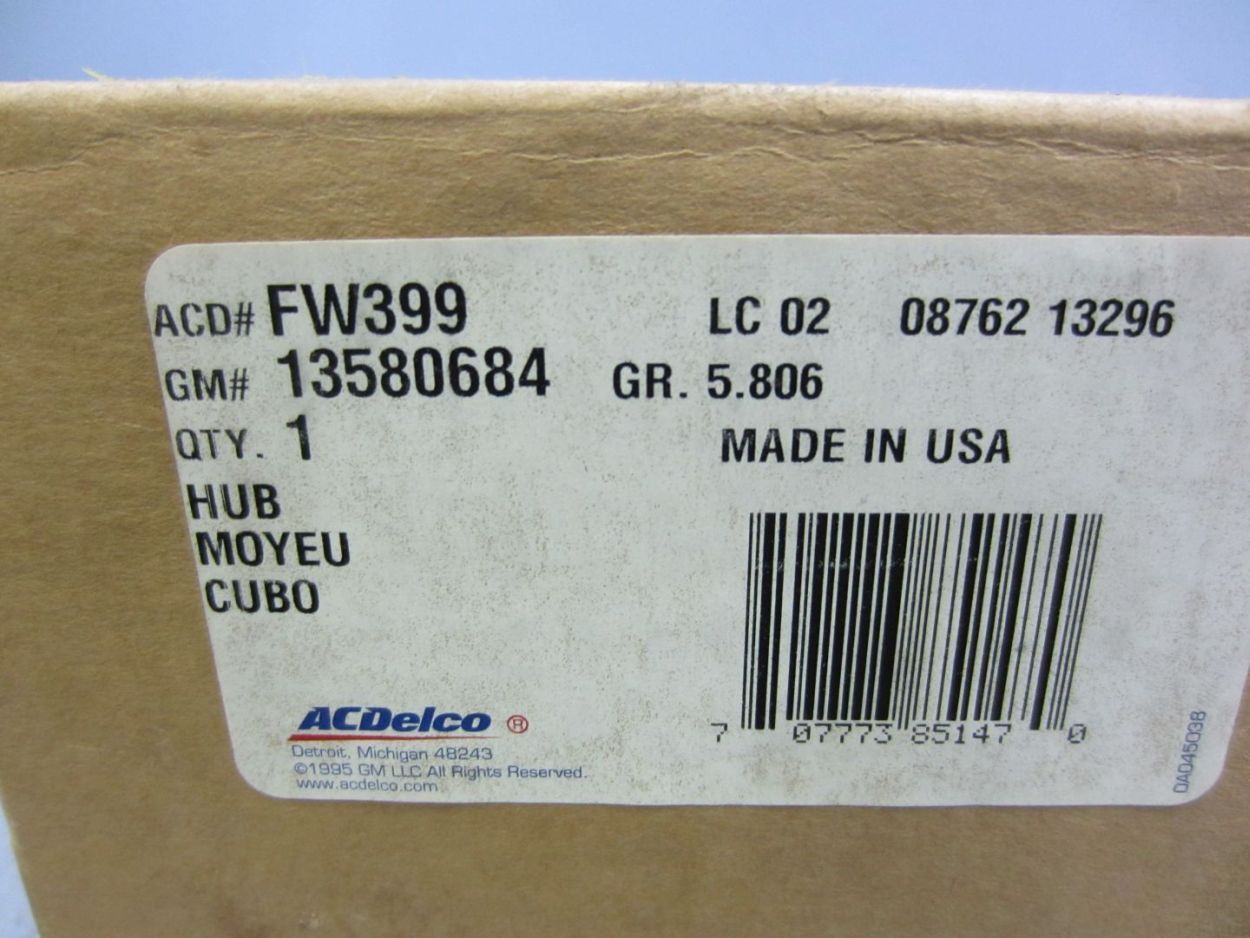 ACD# FW399 LC 02 08762 13296
GM# 13580684 GR. 5.806
QTY. 1 MADE IN USA
HUB
MOYEU
CUBO
7 07773 85147 0
ACDelco ®
Detroit, Michigan 48243
©1995 GM LLC All Rights Reserved.
www.acdelco.com
0A045038